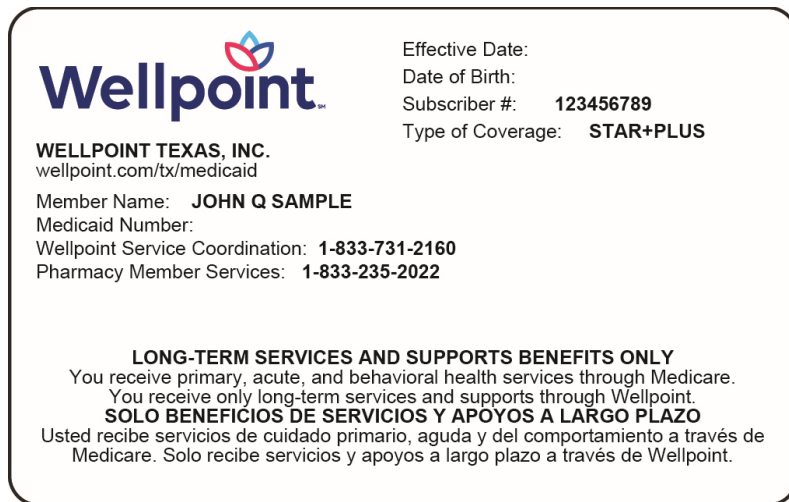 Wellpoint℠
WELLPOINT TEXAS, INC.
wellpoint.com/tx/medicaid
Effective Date:
Date of Birth:
Subscriber #: 123456789
Type of Coverage: STAR+PLUS
Member Name: JOHN Q SAMPLE
Medicaid Number:
Wellpoint Service Coordination: 1-833-731-2160
Pharmacy Member Services: 1-833-235-2022
LONG-TERM SERVICES AND SUPPORTS BENEFITS ONLY
You receive primary, acute, and behavioral health services through Medicare.
You receive only long-term services and supports through Wellpoint.
SOLO BENEFICIOS DE SERVICIOS Y APOYOS A LARGO PLAZO
Usted recibe servicios de cuidado primario, aguda y del comportamiento a través de
Medicare. Solo recibe servicios y apoyos a largo plazo a través de Wellpoint.